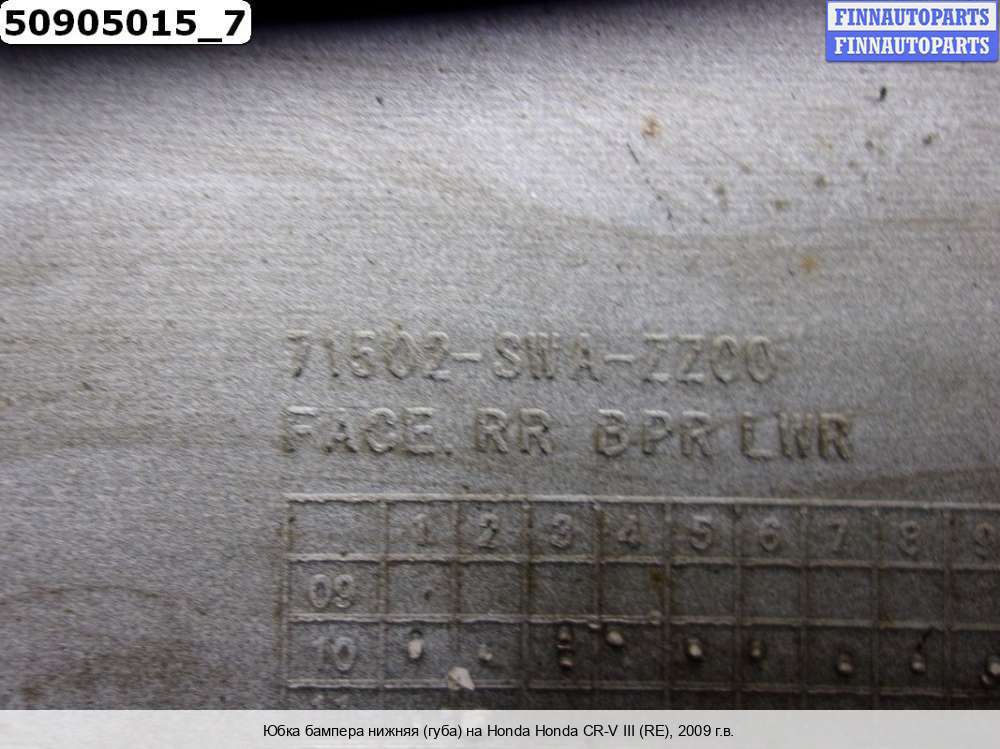 50905015_7
FINNAUTOPARTS
FINNAUTOPARTS
71502-SWA-ZZ00
FACE. RR BPR LWR
1 2 3 4 5 6 7 8 9
09
10
Юбка бампера нижняя (губа) на Honda Honda CR-V III (RE), 2009 г.в.